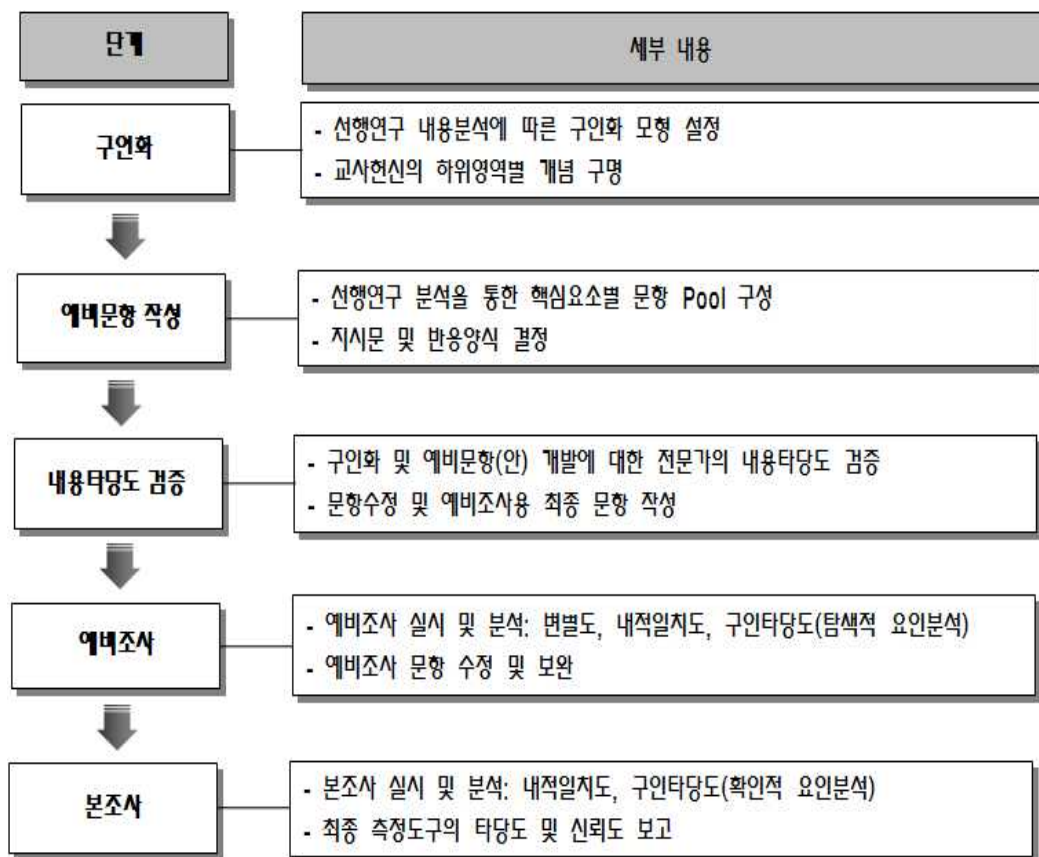 단계
세부 내용
구인화
- 선행연구 내용분석에 따른 구인화 모형 설정
- 교사헌신의 하위영역별 개념 구명
예비문항 작성
- 선행연구 분석을 통한 핵심요소별 문항 Pool 구성
- 지시문 및 반응양식 결정
내용타당도 검증
- 구인화 및 예비문항(안) 개발에 대한 전문가의 내용타당도 검증
- 문항수정 및 예비조사용 최종 문항 작성
예비조사
- 예비조사 실시 및 분석: 변별도, 내적일치도, 구인타당도(탐색적 요인분석)
- 예비조사 문항 수정 및 보완
본조사
- 본조사 실시 및 분석: 내적일치도, 구인타당도(확인적 요인분석)
- 최종 측정도구의 타당도 및 신뢰도 보고